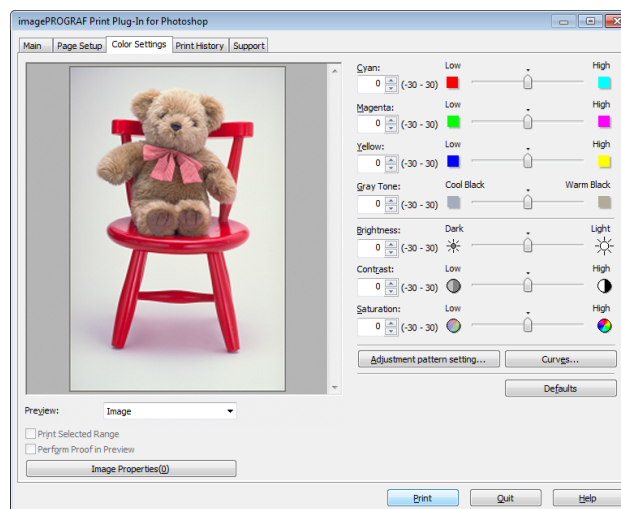 imagePROGRAF Print Plug-In for Photoshop
Main Page Setup Color Settings Print History Support
Cyan: Low High
0 (-30 - 30)
Magenta: Low High
0 (-30 - 30)
Yellow: Low High
0 (-30 - 30)
Gray Tone: Cool Black Warm Black
0 (-30 - 30)
Brightness: Dark Light
0 (-30 - 30)
Contrast: Low High
0 (-30 - 30)
Saturation: Low High
0 (-30 - 30)
Adjustment pattern setting... Curves...
Defaults
Preview: Image
Print Selected Range
Perform Proof in Preview
Image Properties(0)
Print Quit Help